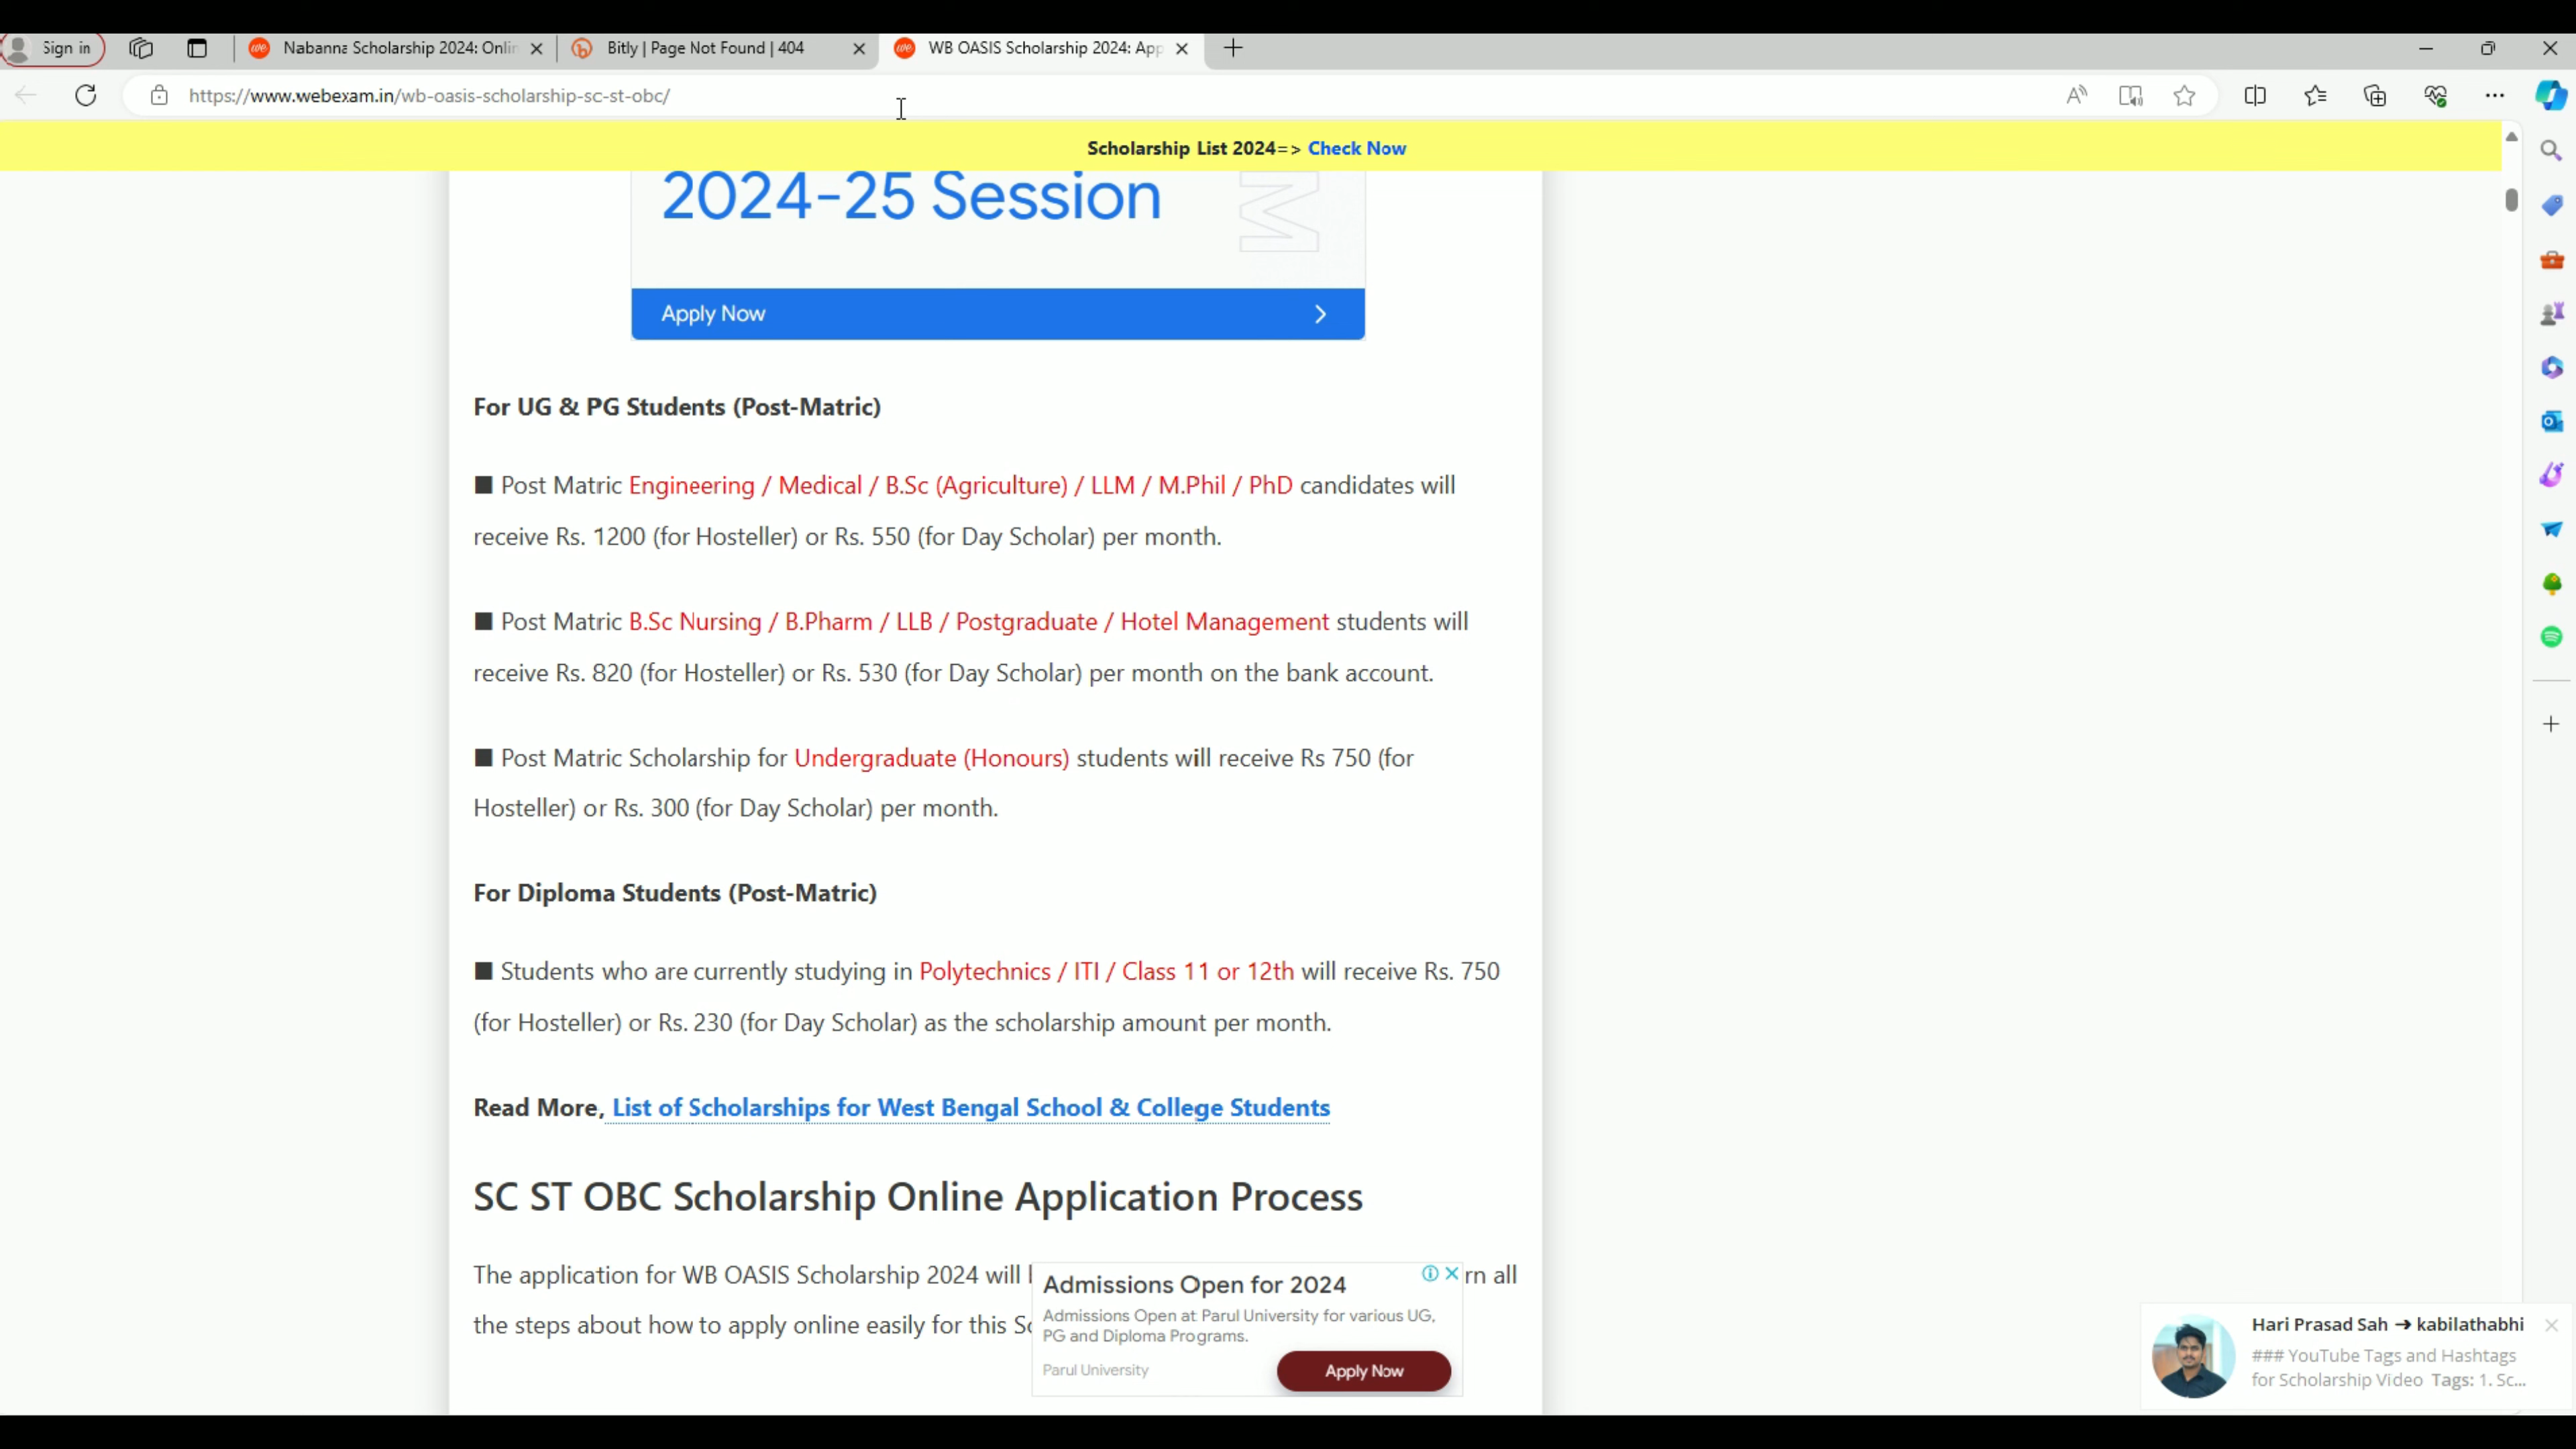 Sign in
Nabanna Scholarship 2024: Onlin
Bitly | Page Not Found | 404
WB OASIS Scholarship 2024: App
https://www.webexam.in/wb-oasis-scholarship-sc-st-obc/
Scholarship List 2024=> Check Now
2024-25 Session
Apply Now
For UG & PG Students (Post-Matric)
■ Post Matric Engineering / Medical / B.Sc (Agriculture) / LLM / M.Phil / PhD candidates will
receive Rs. 1200 (for Hosteller) or Rs. 550 (for Day Scholar) per month.
■ Post Matric B.Sc Nursing / B.Pharm / LLB / Postgraduate / Hotel Management students will
receive Rs. 820 (for Hosteller) or Rs. 530 (for Day Scholar) per month on the bank account.
■ Post Matric Scholarship for Undergraduate (Honours) students will receive Rs 750 (for
Hosteller) or Rs. 300 (for Day Scholar) per month.
For Diploma Students (Post-Matric)
■ Students who are currently studying in Polytechnics / ITI / Class 11 or 12th will receive Rs. 750
(for Hosteller) or Rs. 230 (for Day Scholar) as the scholarship amount per month.
Read More, List of Scholarships for West Bengal School & College Students
SC ST OBC Scholarship Online Application Process
The application for WB OASIS Scholarship 2024 will
rn all
the steps about how to apply online easily for this
Admissions Open for 2024
Admissions Open at Parul University for various UG,
PG and Diploma Programs.
Parul University
Apply Now
Hari Prasad Sah → kabilathabhi
### YouTube Tags and Hashtags
for Scholarship Video Tags: 1. Sc...